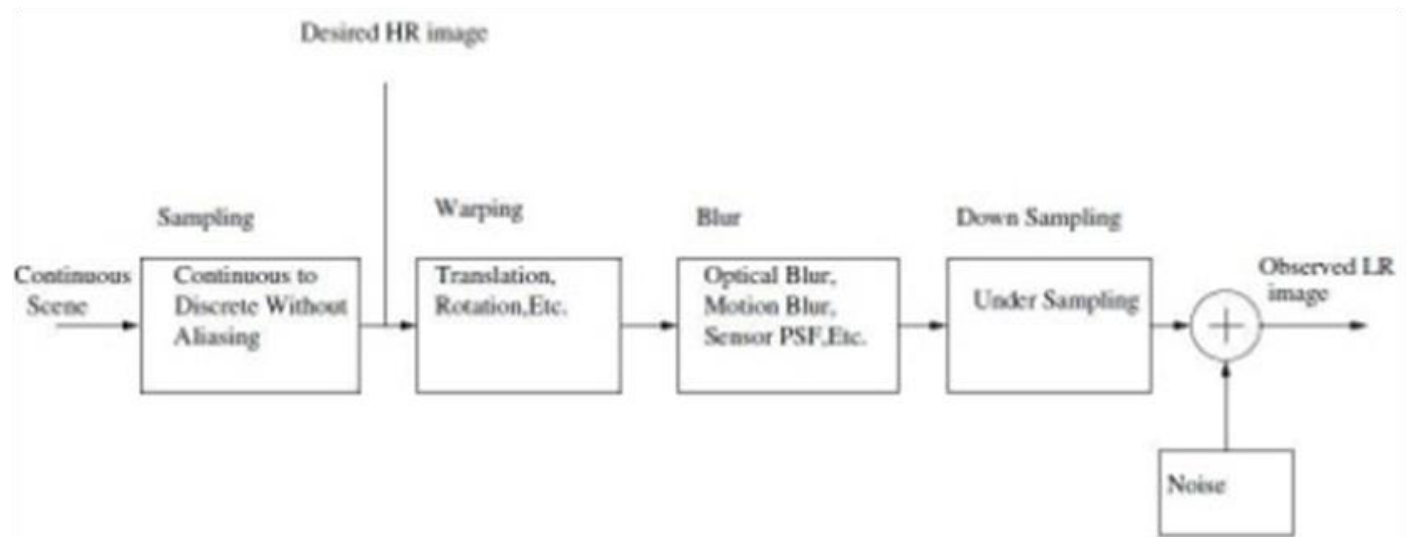 Desired HR image
Sampling
Warping
Blur
Down Sampling
Continuous
Scene
Continuous to
Discrete Without
Aliasing
Translation,
Rotation,Etc.
Optical Blur,
Motion Blur,
Sensor PSF,Etc.
Under Sampling
Observed LR
image
+
Noise